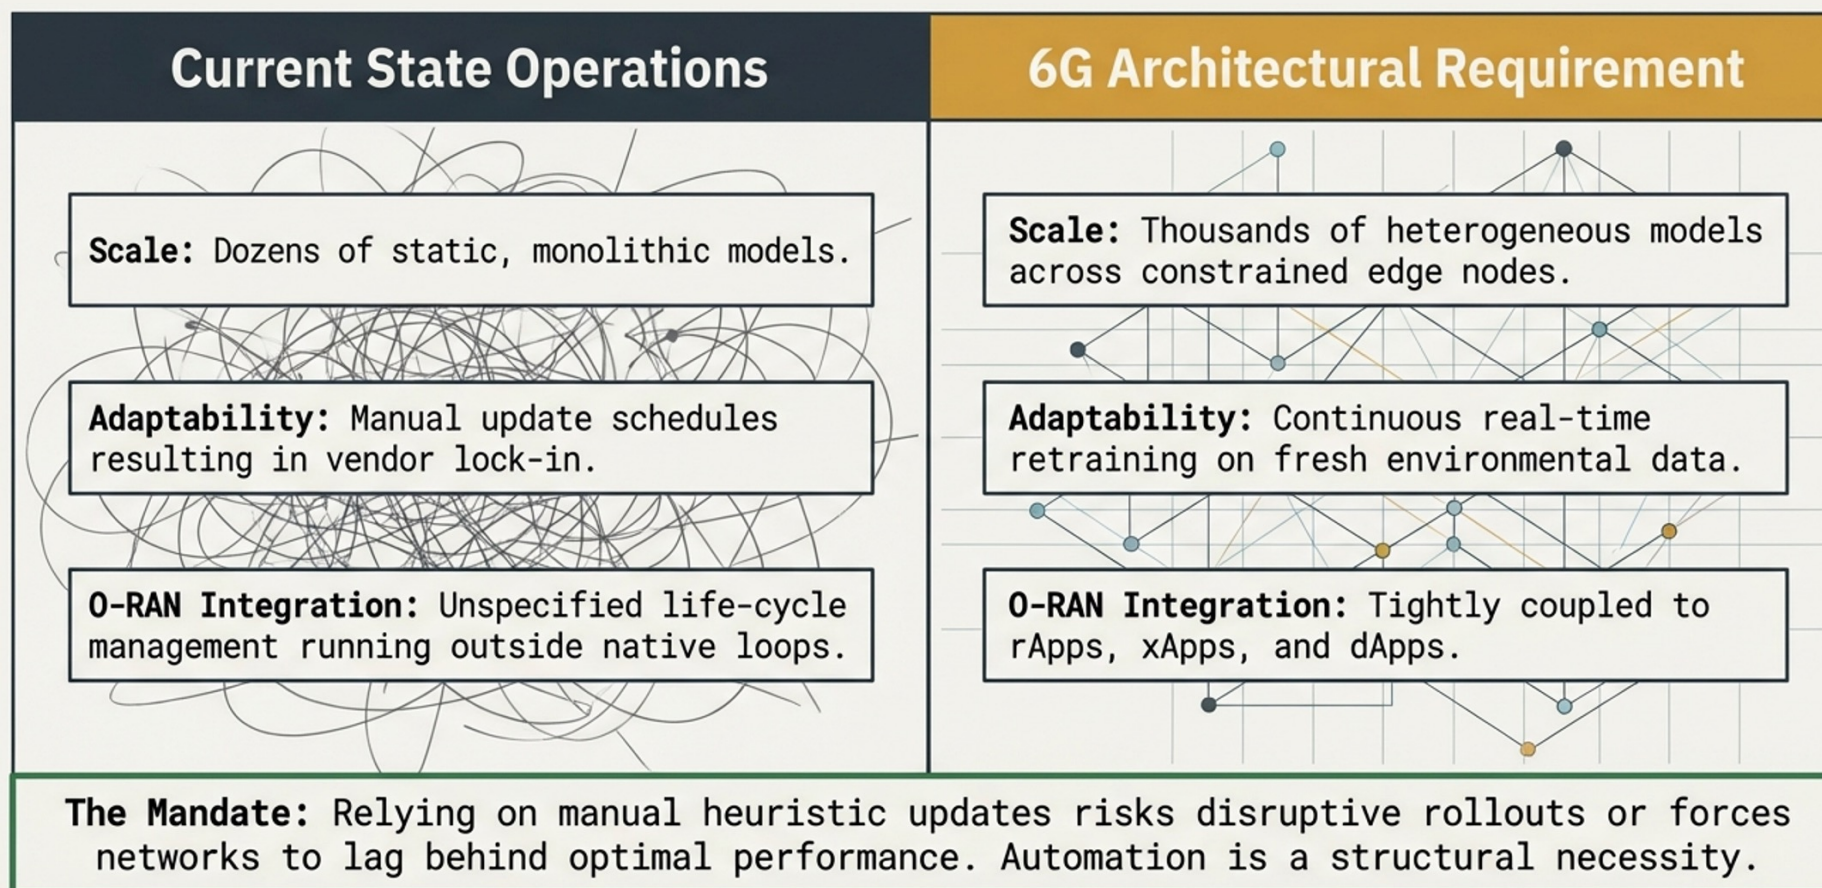 Current State Operations
Scale: Dozens of static, monolithic models.
Adaptability: Manual update schedules
resulting in vendor lock-in.
O-RAN Integration: Unspecified life-cycle
management running outside native loops.
6G Architectural Requirement
Scale: Thousands of heterogeneous models
across constrained edge nodes.
Adaptability: Continuous real-time
retraining on fresh environmental data.
O-RAN Integration: Tightly coupled to
rApps, xApps, and dApps.
The Mandate: Relying on manual heuristic updates risks disruptive rollouts or forces
networks to lag behind optimal performance. Automation is a structural necessity.